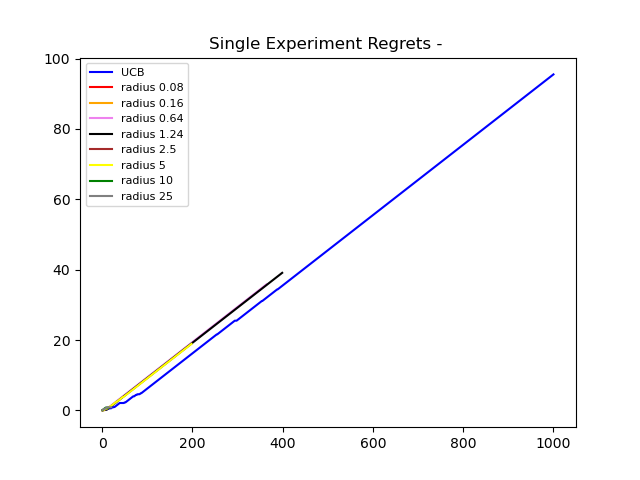 Single Experiment Regrets -
100
80
60
40
20
0
UCB
radius 0.08
radius 0.16
radius 0.64
radius 1.24
radius 2.5
radius 5
radius 10
radius 25
0 200 400 600 800 1000